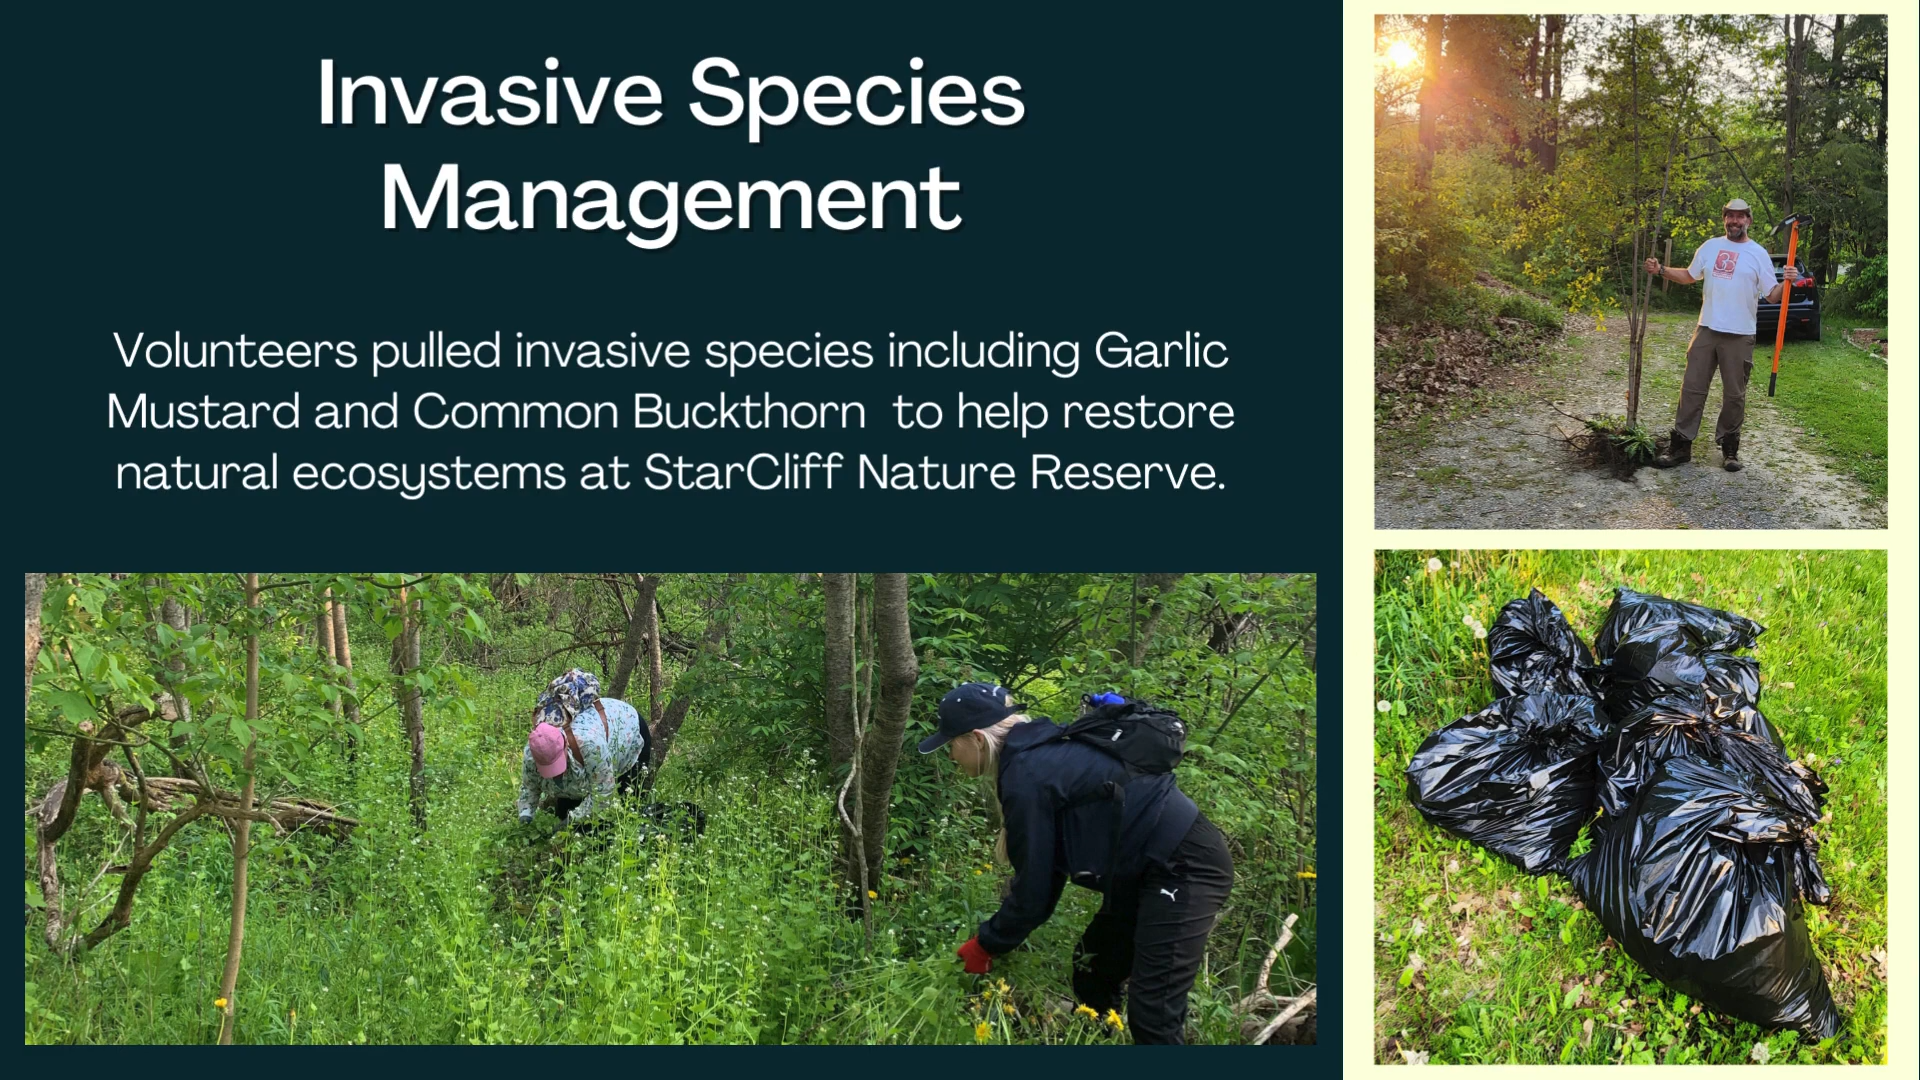 Invasive Species
Management
Volunteers pulled invasive species including Garlic
Mustard and Common Buckthorn  to help restore
natural ecosystems at StarCliff Nature Reserve.